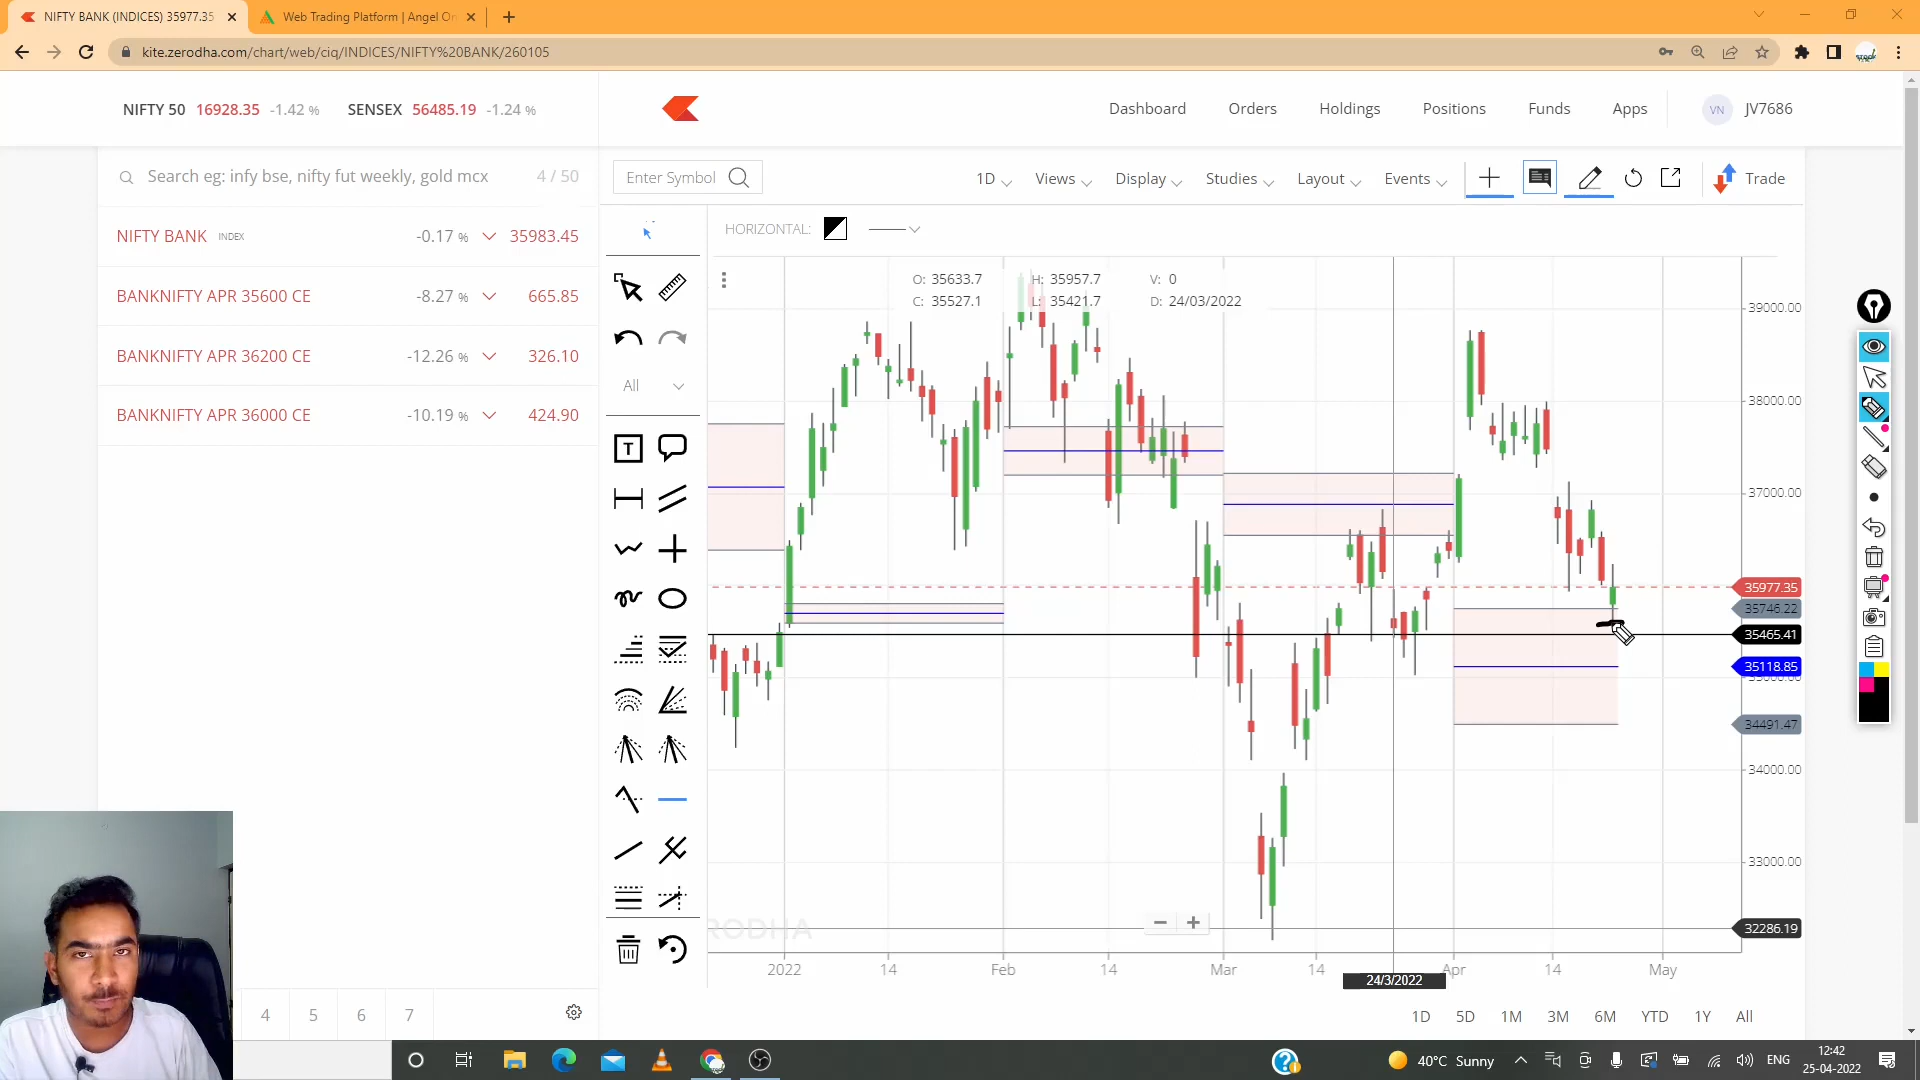 NIFTY BANK (INDICES) 35977.35
Web Trading Platform | Angel On
kite.zerodha.com/chart/web/ciq/INDICES/NIFTY%20BANK/260105
NIFTY 50 16928.35 -1.42 % SENSEX 56485.19 -1.24 %
Dashboard Orders Holdings Positions Funds Apps VN JV7686
Search eg: infy bse, nifty fut weekly, gold mcx 4 / 50
NIFTY BANK INDEX -0.17 % 35983.45
BANKNIFTY APR 35600 CE -8.27 % 665.85
BANKNIFTY APR 36200 CE -12.26 % 326.10
BANKNIFTY APR 36000 CE -10.19 % 424.90
4 5 6 7
Enter Symbol 1D Views Display Studies Layout Events Trade
HORIZONTAL:
All
T
O: 35633.7 H: 35957.7 V: 0
C: 35527.1 L: 35421.7 D: 24/03/2022
39000.00
38000.00
37000.00
35977.35
35746.22
35465.41
35118.85
35000.00
34491.47
34000.00
33000.00
32286.19
RODHA
2022 14 Feb 14 Mar 14 Apr 14 May
24/3/2022
1D 5D 1M 3M 6M YTD 1Y All
40°C Sunny ENG 12:42
25-04-2022